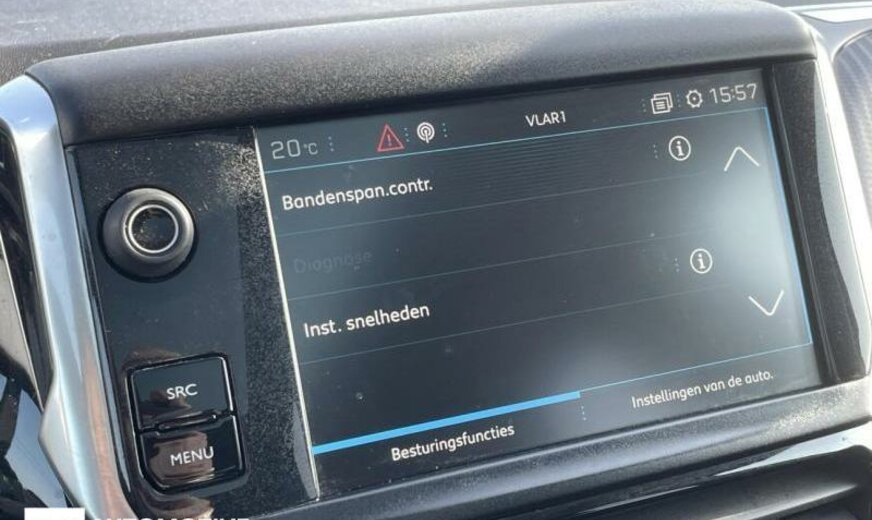 20°C
VLAR1
15:57
Bandenspan.contr.
Diagnose
Inst. snelheden
Besturingsfuncties
Instellingen van de auto.
SRC
MENU